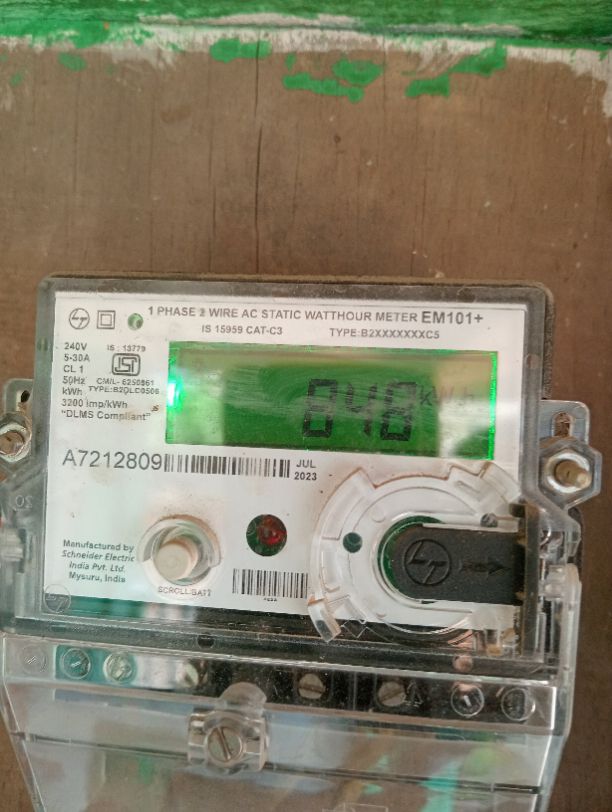 1 PHASE 2 WIRE AC STATIC WATTHOUR METER EM101+
IS 15959 CAT-C3 TYPE:B2XXXXXXXC5
240V IS : 13779
5-30A
CL 1
50Hz CM/L- 6250861
kWh TYPE:B2DLC0506
3200 imp/kWh
"DLMS Compliant"
848 kWh
A7212809 JUL
2023
Manufactured by
Schneider Electric
India Pvt. Ltd.
Mysuru, India
SCROLL/BATT